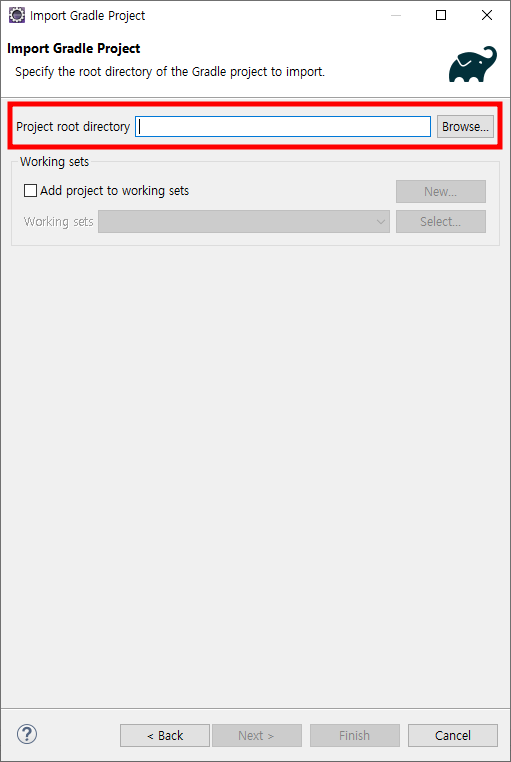 Import Gradle Project
Import Gradle Project
Specify the root directory of the Gradle project to import.
Project root directory Browse...
Working sets
Add project to working sets New...
Working sets Select...
? < Back Next > Finish Cancel